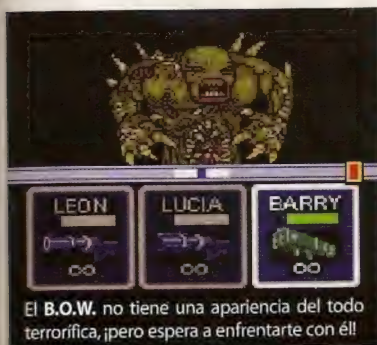 LEON LUCIA BARRY
∞ ∞ ∞
El B.O.W. no tiene una apariencia del todo
terrorífica, ¡pero espera a enfrentarte con él!